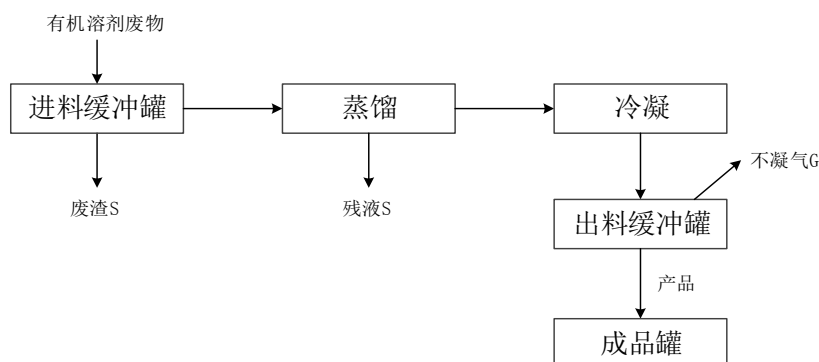 有机溶剂废物
进料缓冲罐
蒸馏
冷凝
不凝气G
废渣S
残液S
出料缓冲罐
产品
成品罐